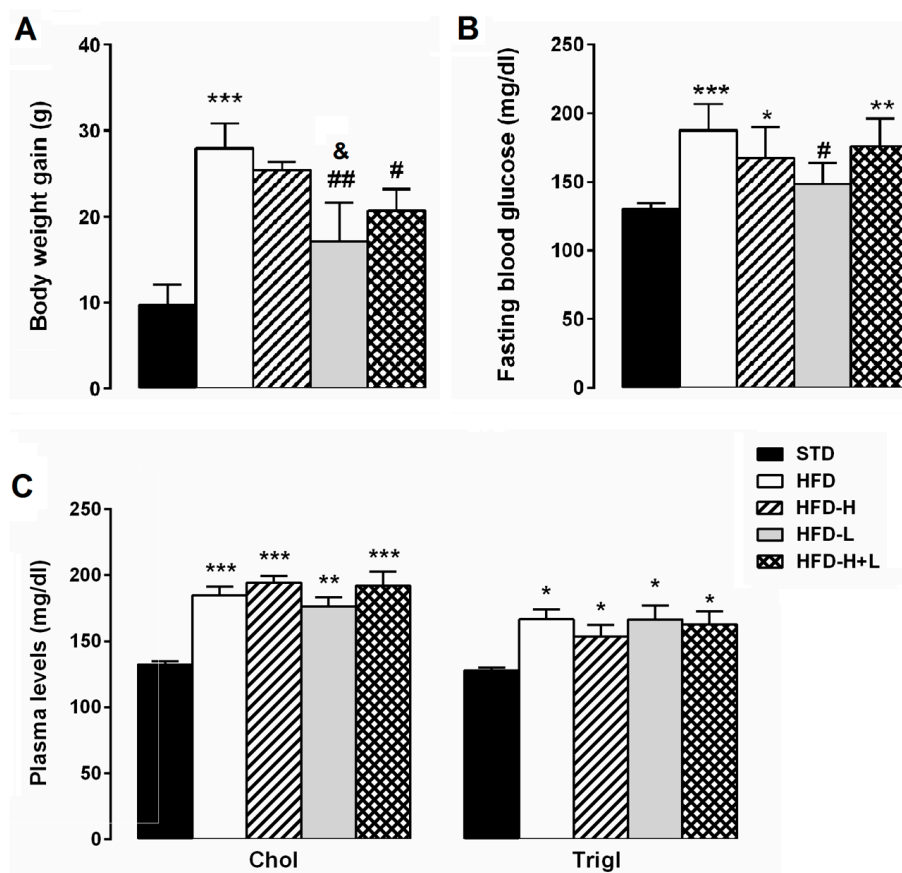 A
Body weight gain (g)
40
30
20
10
0
***
&
##
#
B
Fasting blood glucose (mg/dl)
250
200
150
100
50
0
***
*
#
**
C
Plasma levels (mg/dl)
250
200
150
100
50
0
***
***
**
***
*
*
*
*
Chol
Trigl
STD
HFD
HFD-H
HFD-L
HFD-H+L